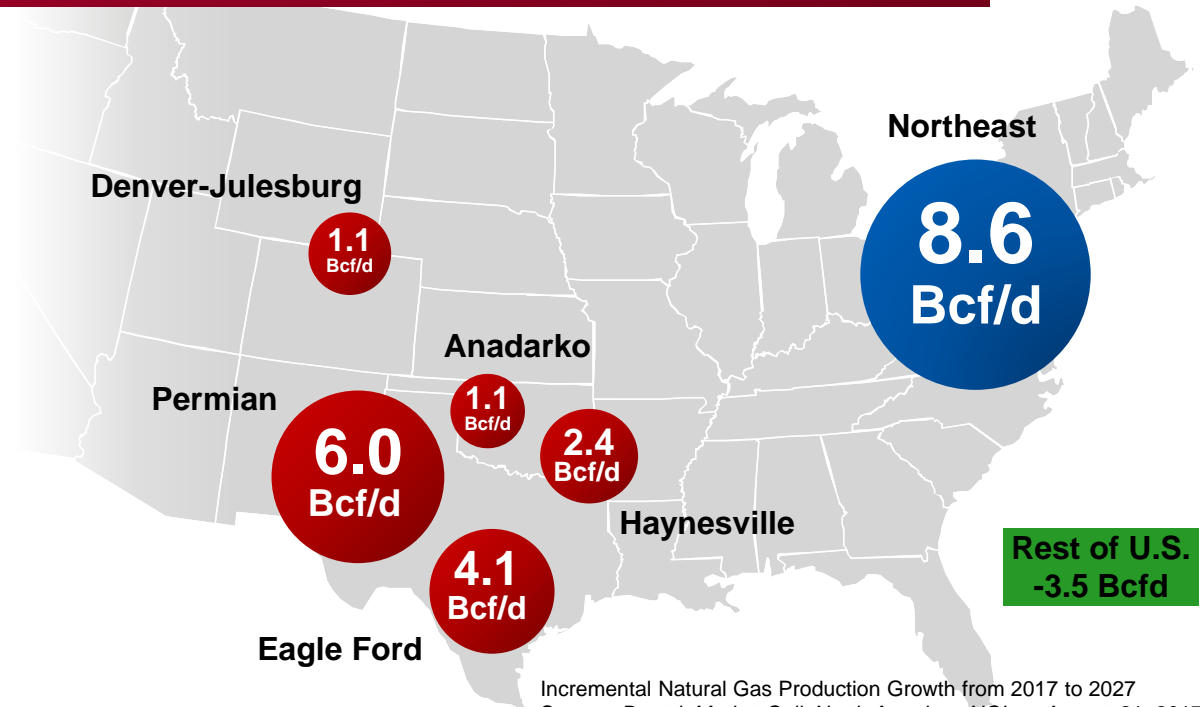 Northeast
8.6
Bcf/d
Denver-Julesburg
1.1
Bcf/d
Anadarko
1.1
Bcf/d
Permian
6.0
Bcf/d
2.4
Bcf/d
Haynesville
4.1
Bcf/d
Eagle Ford
Rest of U.S.
-3.5 Bcfd
Incremental Natural Gas Production Growth from 2017 to 2027